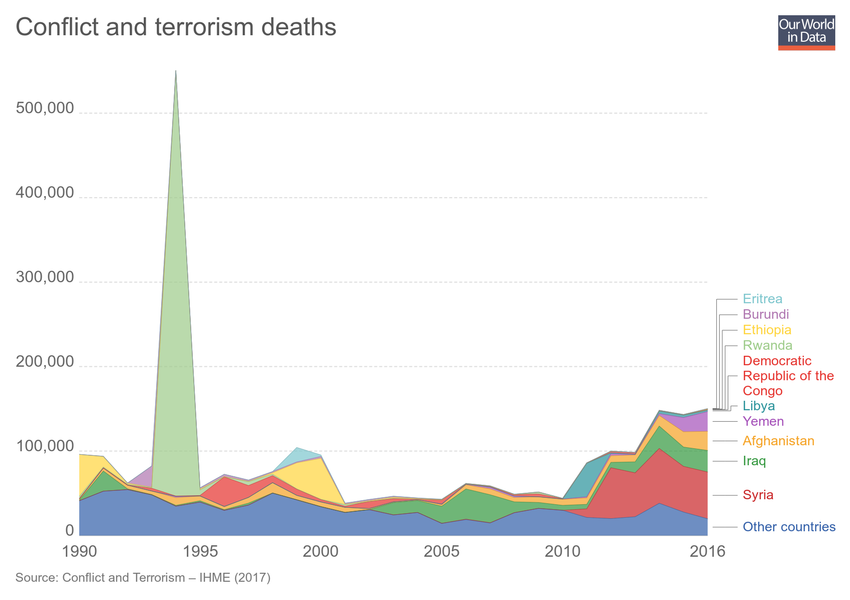 Conflict and terrorism deaths
Our World
in Data
500,000
400,000
300,000
200,000
100,000
0
1990
1995
2000
2005
2010
2016
Eritrea
Burundi
Ethiopia
Rwanda
Democratic
Republic of the
Congo
Libya
Yemen
Afghanistan
Iraq
Syria
Other countries
Source: Conflict and Terrorism – IHME (2017)